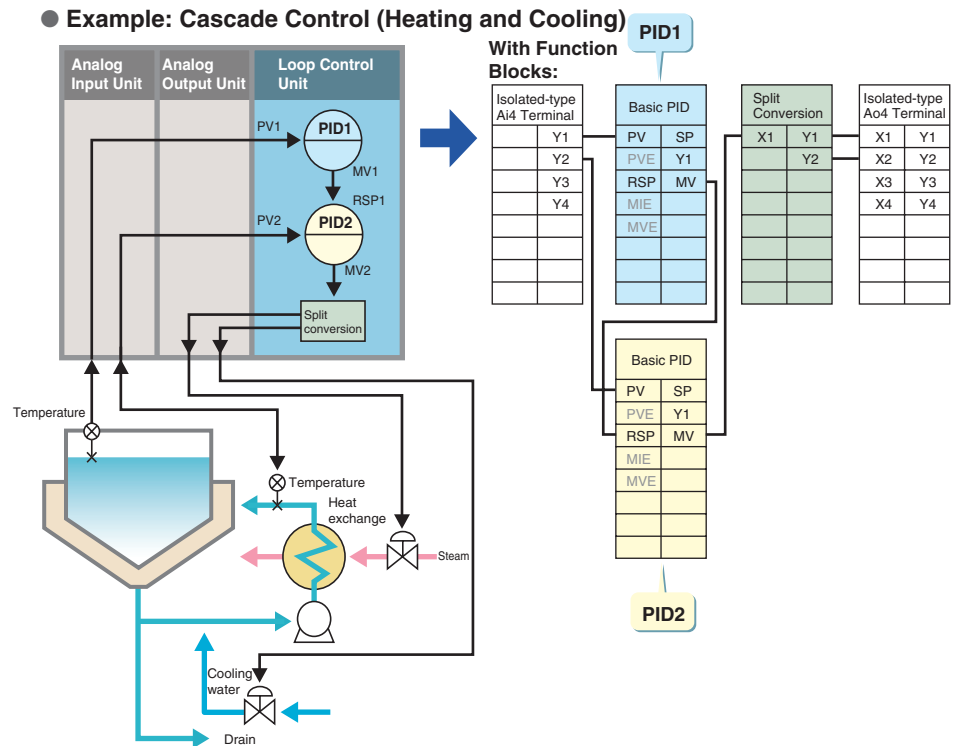 ● Example: Cascade Control (Heating and Cooling)
Analog
Input Unit
Analog
Output Unit
Loop Control
Unit
PV1
PID1
MV1
RSP1
PV2
PID2
MV2
Split
conversion
Temperature
Temperature
Heat
exchange
Steam
Cooling
water
Drain
PID1
With Function
Blocks:
Isolated-type
Ai4 Terminal
Y1
Y2
Y3
Y4
Basic PID
PV SP
PVE Y1
RSP MV
MIE
MVE
Split
Conversion
X1 Y1
Y2
Isolated-type
Ao4 Terminal
X1 Y1
X2 Y2
X3 Y3
X4 Y4
Basic PID
PV SP
PVE Y1
RSP MV
MIE
MVE
PID2